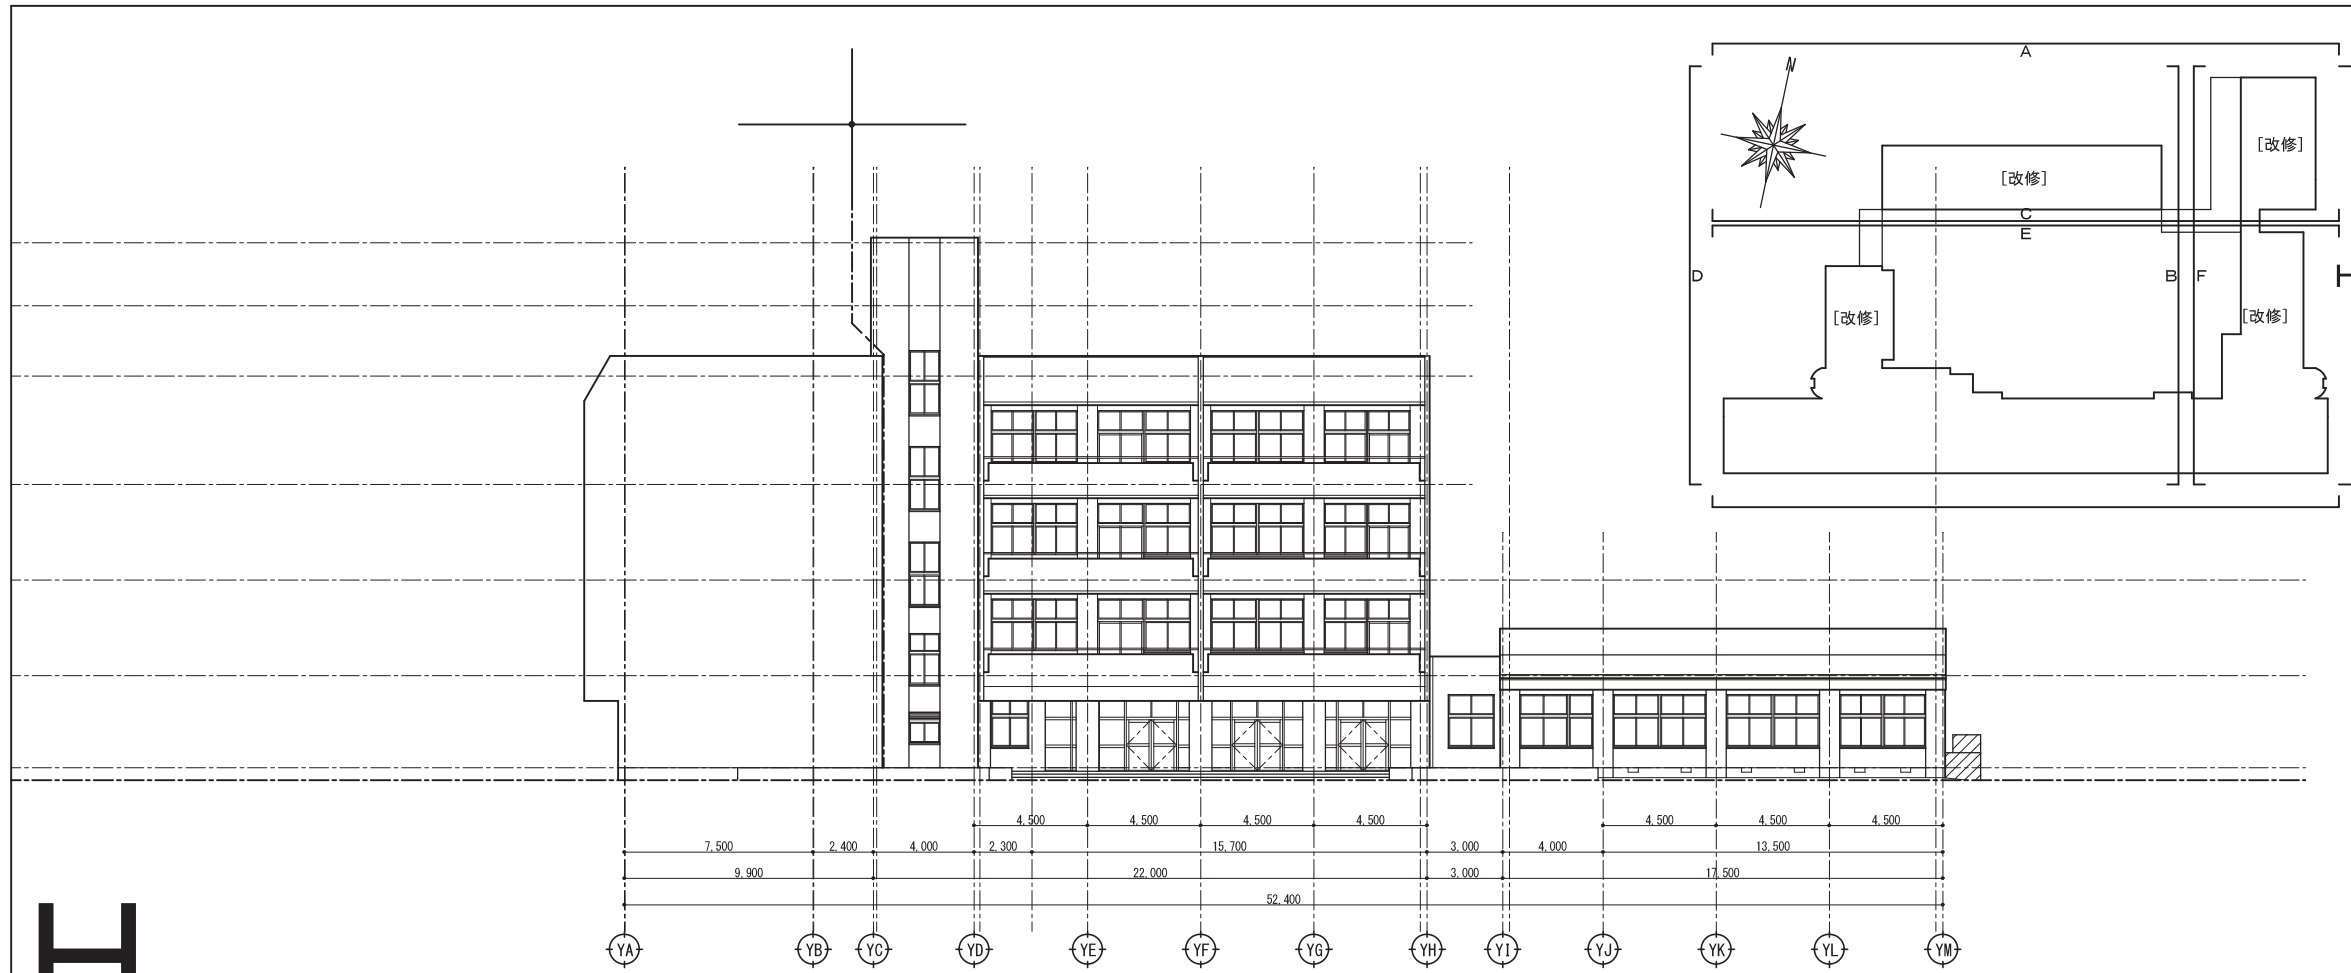 A
N
[改修]
[改修]
C
E
D
B
F
[改修]
[改修]
4,500 4,500 4,500 4,500 4,500 4,500 4,500
7,500 2,400 4,000 2,300 15,700 3,000 4,000 13,500
9,900 22,000 3,000 17,500
52,400
YA YB YC YD YE YF YG YH YI YJ YK YL YM